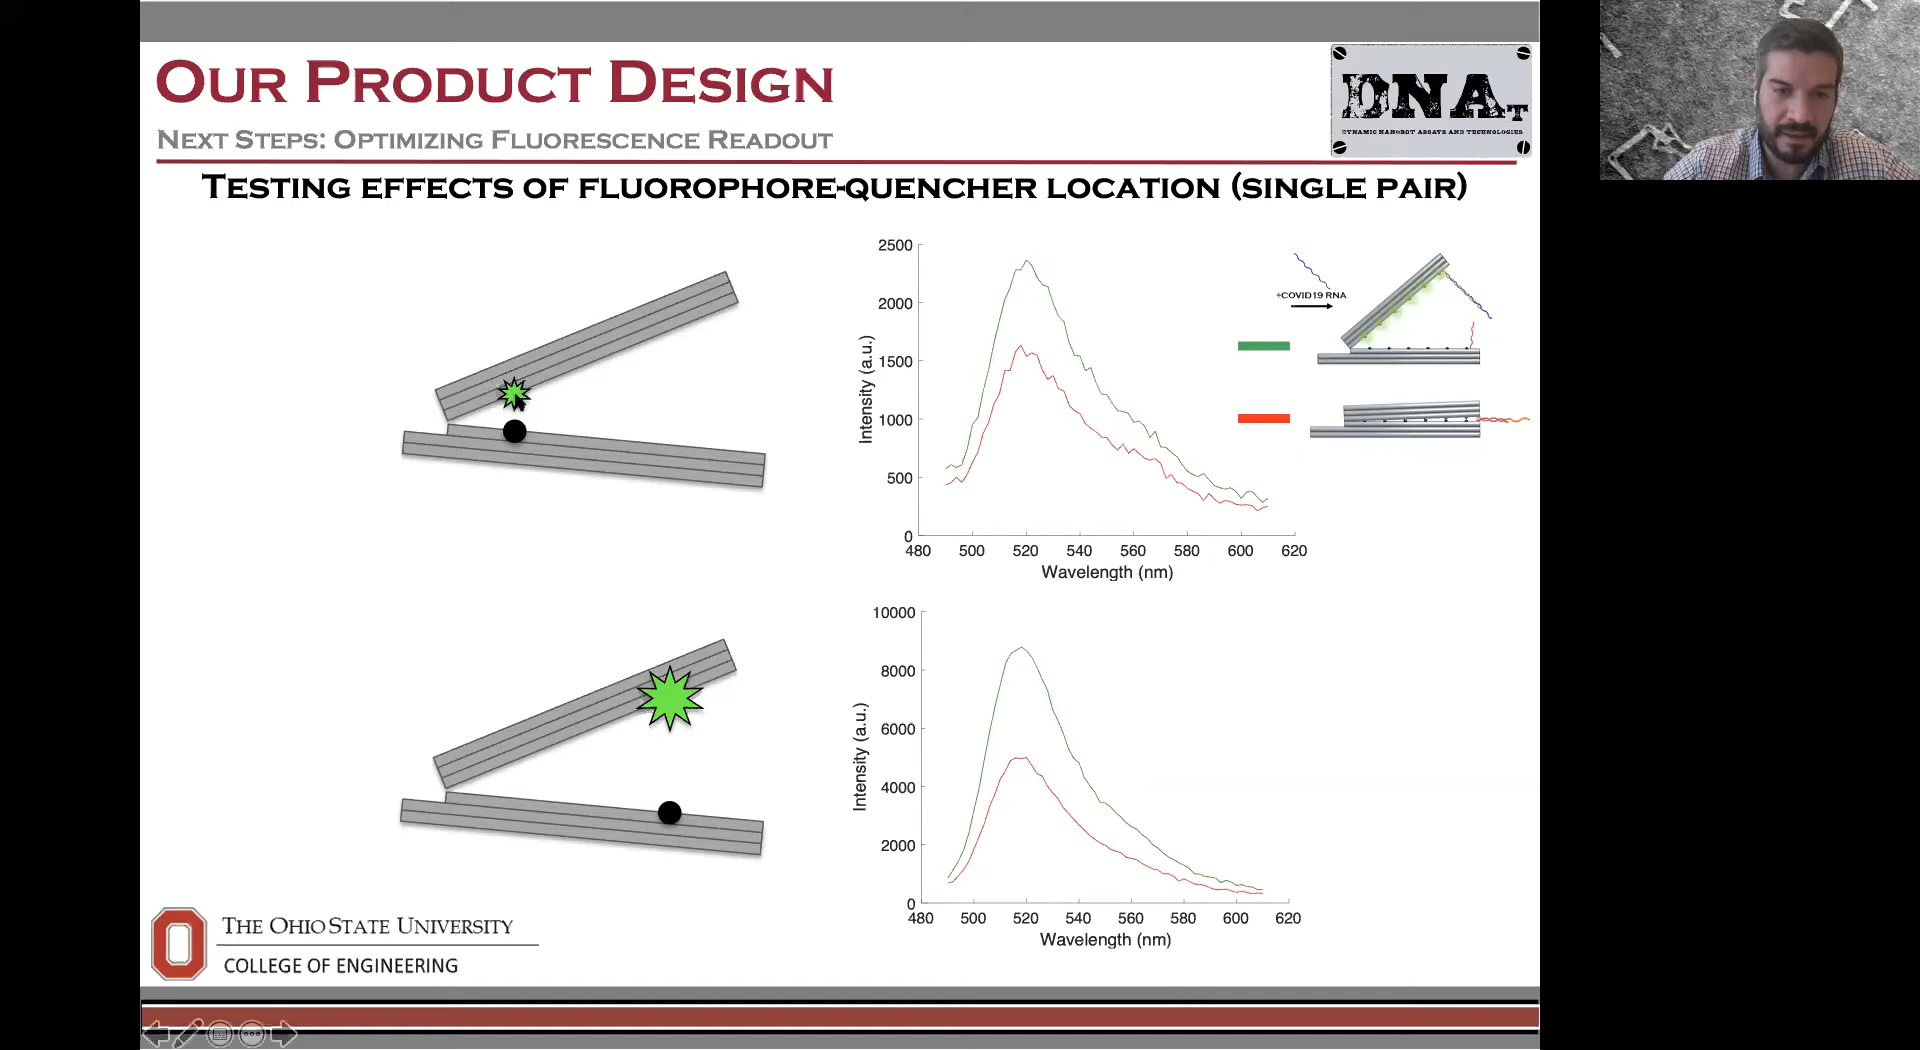 OUR PRODUCT DESIGN
NEXT STEPS: OPTIMIZING FLUORESCENCE READOUT
DNAT
DYNAMIC NANOBOT ASSAYS AND TECHNOLOGIES
TESTING EFFECTS OF FLUOROPHORE-QUENCHER LOCATION (SINGLE PAIR)
2500
2000
1500
1000
500
0
Intensity (a.u.)
480 500 520 540 560 580 600 620
Wavelength (nm)
+COVID19 RNA
10000
8000
6000
4000
2000
0
Intensity (a.u.)
480 500 520 540 560 580 600 620
Wavelength (nm)
THE OHIO STATE UNIVERSITY
COLLEGE OF ENGINEERING